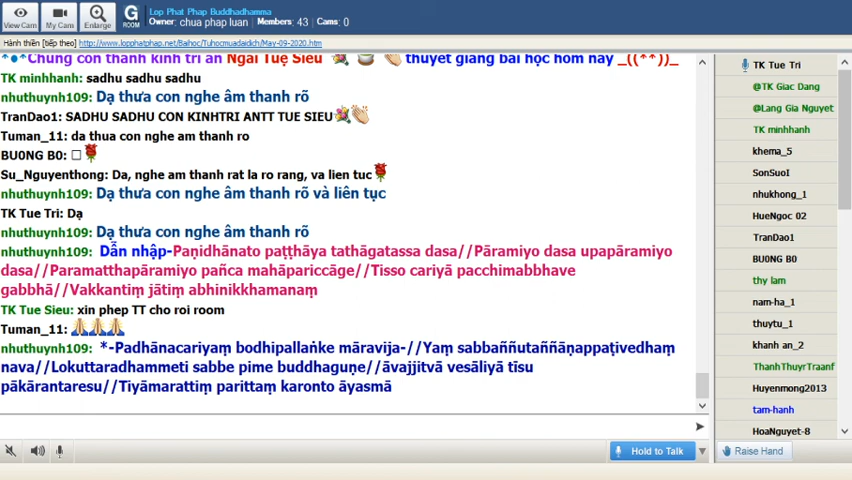 View Cam
My Cam
Enlarge
G ROOM
Lop Phat Phap Buddhadhamma
Owner: chua phap luan
Members: 43
Cams: 0
Hành thiền [tiếp theo] http://www.lopphatphap.net/Baihoc/Tuhocmuadaidich/May-09-2020.htm
*•*Chúng con thành kính tri ân Ngài Tuệ Siêu thuyết giảng bài học hôm nay _((**))_
TK minhhanh: sadhu sadhu sadhu
nhuthuynh109: Dạ thưa con nghe âm thanh rõ
TranDao1: SADHU SADHU CON KINHTRI ANTT TUE SIEU
Tuman_11: da thua con nghe am thanh ro
BU0NG B0:
Su_Nguyenthong: Da, nghe am thanh rat la ro rang, va lien tuc
nhuthuynh109: Dạ thưa con nghe âm thanh rõ và liên tục
TK Tue Tri: Dạ
nhuthuynh109: Dạ thưa con nghe âm thanh rõ
nhuthuynh109: Dẫn nhập-Paṇidhānato paṭṭhāya tathāgatassa dasa//Pāramiyo dasa upapāramiyo
dasa//Paramatthapāramiyo pañca mahāpariccāge//Tisso cariyā pacchimabbhave
gabbhā//Vakkantiṃ jātiṃ abhinikkhamanaṃ
TK Tue Sieu: xin phep TT cho roi room
Tuman_11:
nhuthuynh109: *-Padhānacariyaṃ bodhipallaṅke māravija-//Yaṃ sabbaññutaññāṇappaṭivedhaṃ
nava//Lokuttaradhammeti sabbe pime buddhaguṇe//āvajjitvā vesāliyā tīsu
pākārantaresu//Tiyāmarattiṃ parittaṃ karonto āyasmā
Hold to Talk
Raise Hand
TK Tue Tri
@TK Giac Dang
@Lang Gia Nguyet
TK minhhanh
khema_5
SonSuoI
nhukhong_1
HueNgoc 02
TranDao1
BU0NG B0
thy lam
nam-ha_1
thuytu_1
khanh an_2
ThanhThuyrTraanf
Huyenmong2013
tam-hanh
HoaNguyet-8